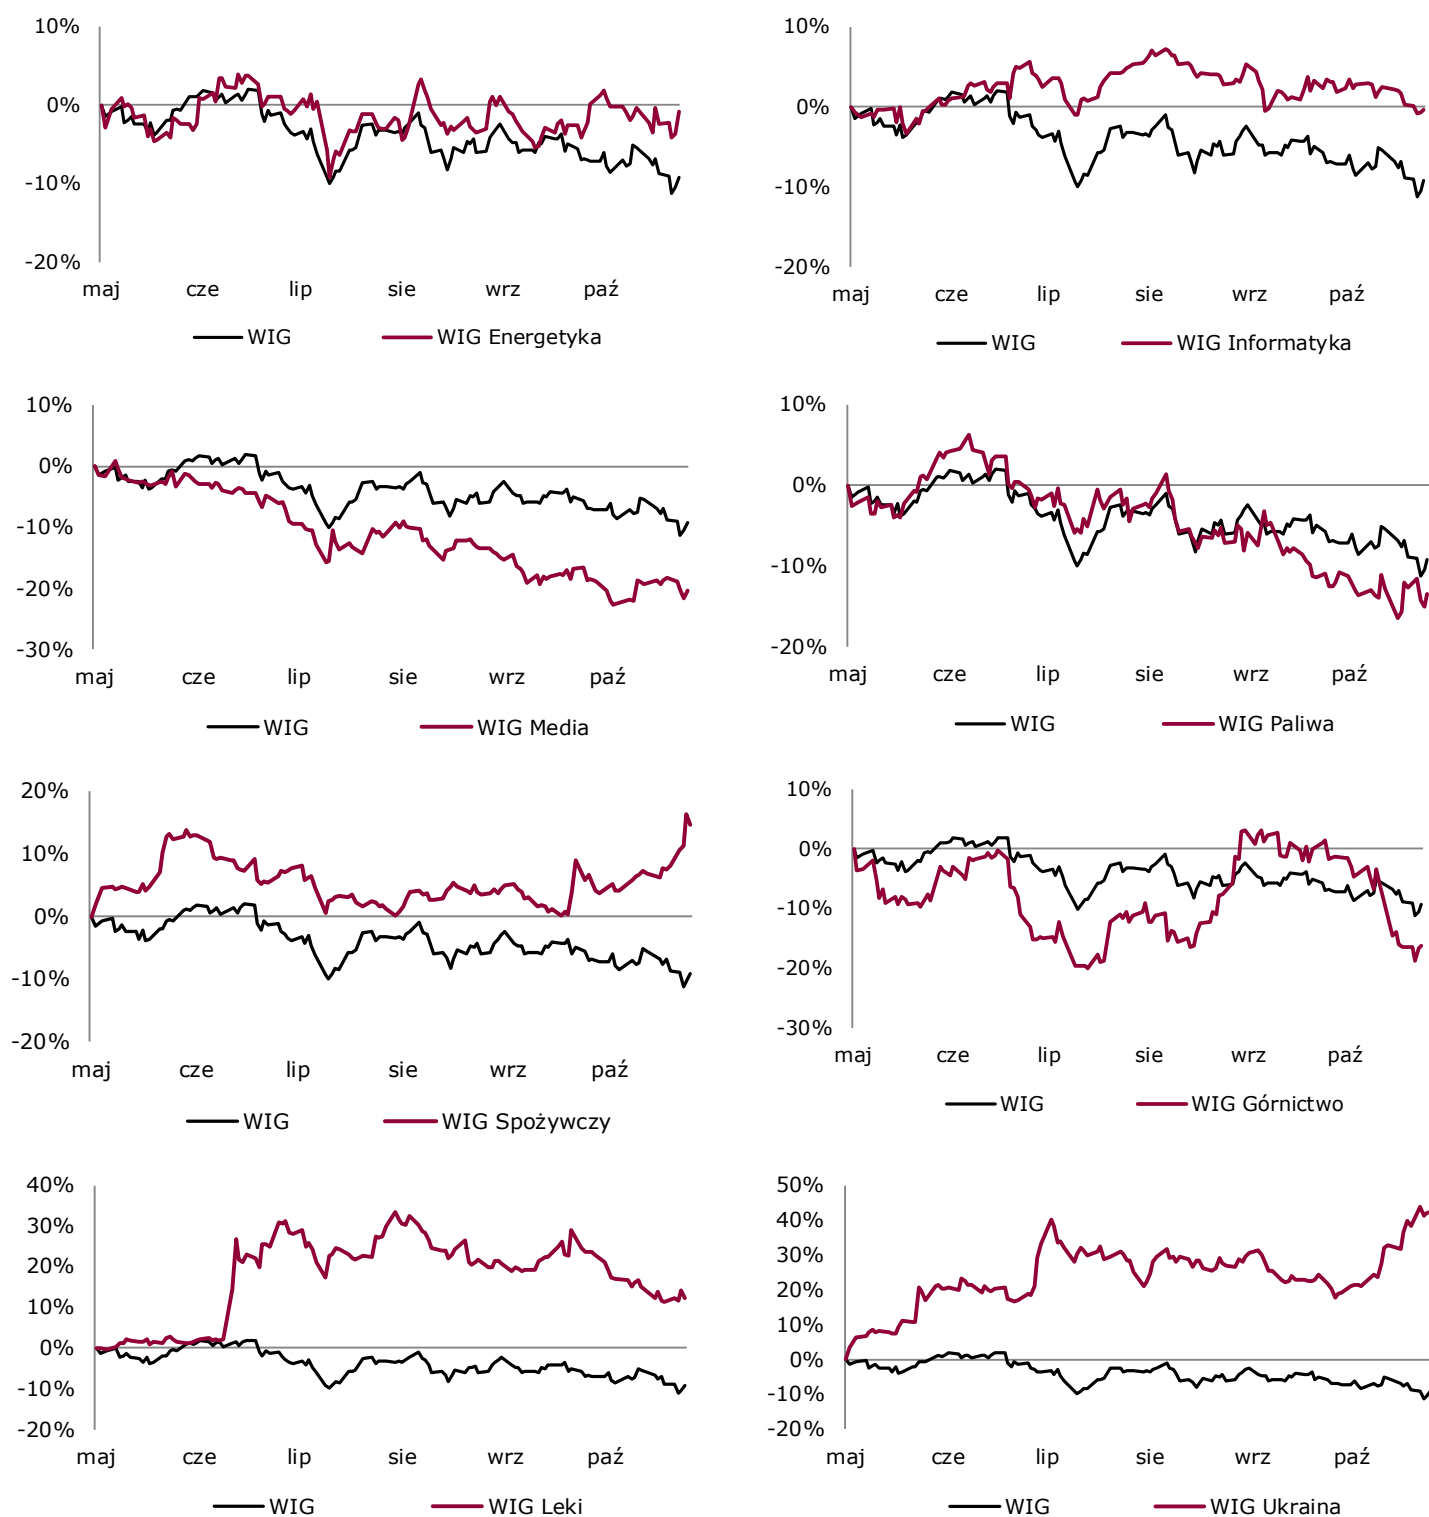 10%
0%
-10%
-20%
maj cze lip sie wrz paź
WIG WIG Energetyka
10%
0%
-10%
-20%
maj cze lip sie wrz paź
WIG WIG Informatyka
10%
0%
-10%
-20%
-30%
maj cze lip sie wrz paź
WIG WIG Media
10%
0%
-10%
-20%
maj cze lip sie wrz paź
WIG WIG Paliwa
20%
10%
0%
-10%
-20%
maj cze lip sie wrz paź
WIG WIG Spożywczy
10%
0%
-10%
-20%
-30%
maj cze lip sie wrz paź
WIG WIG Górnictwo
40%
30%
20%
10%
0%
-10%
-20%
maj cze lip sie wrz paź
WIG WIG Leki
50%
40%
30%
20%
10%
0%
-10%
-20%
maj cze lip sie wrz paź
WIG WIG Ukraina